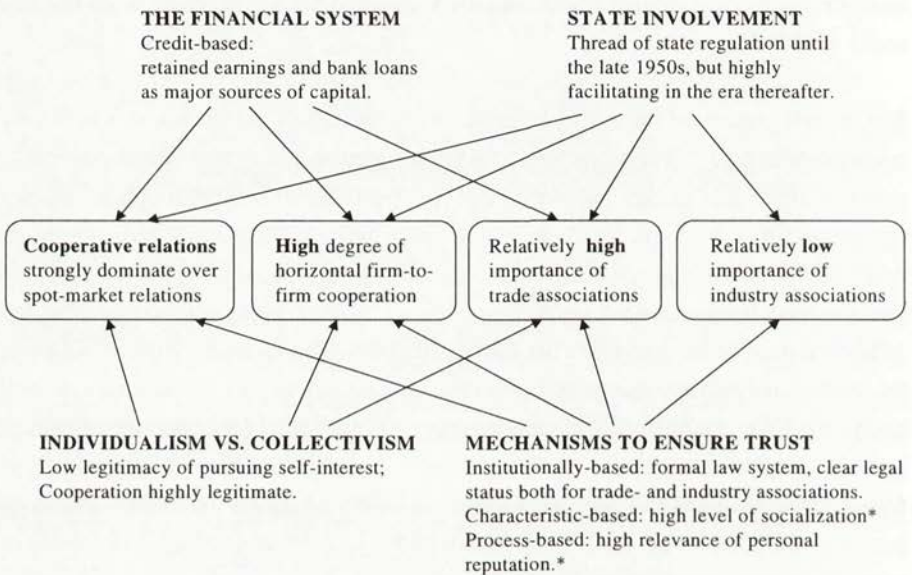 THE FINANCIAL SYSTEM
Credit-based:
retained earnings and bank loans
as major sources of capital.
STATE INVOLVEMENT
Thread of state regulation until
the late 1950s, but highly
facilitating in the era thereafter.
Cooperative relations
strongly dominate over
spot-market relations
High degree of
horizontal firm-to-
firm cooperation
Relatively high
importance of
trade associations
Relatively low
importance of
industry associations
INDIVIDUALISM VS. COLLECTIVISM
Low legitimacy of pursuing self-interest;
Cooperation highly legitimate.
MECHANISMS TO ENSURE TRUST
Institutionally-based: formal law system, clear legal
status both for trade- and industry associations.
Characteristic-based: high level of socialization*
Process-based: high relevance of personal
reputation.*